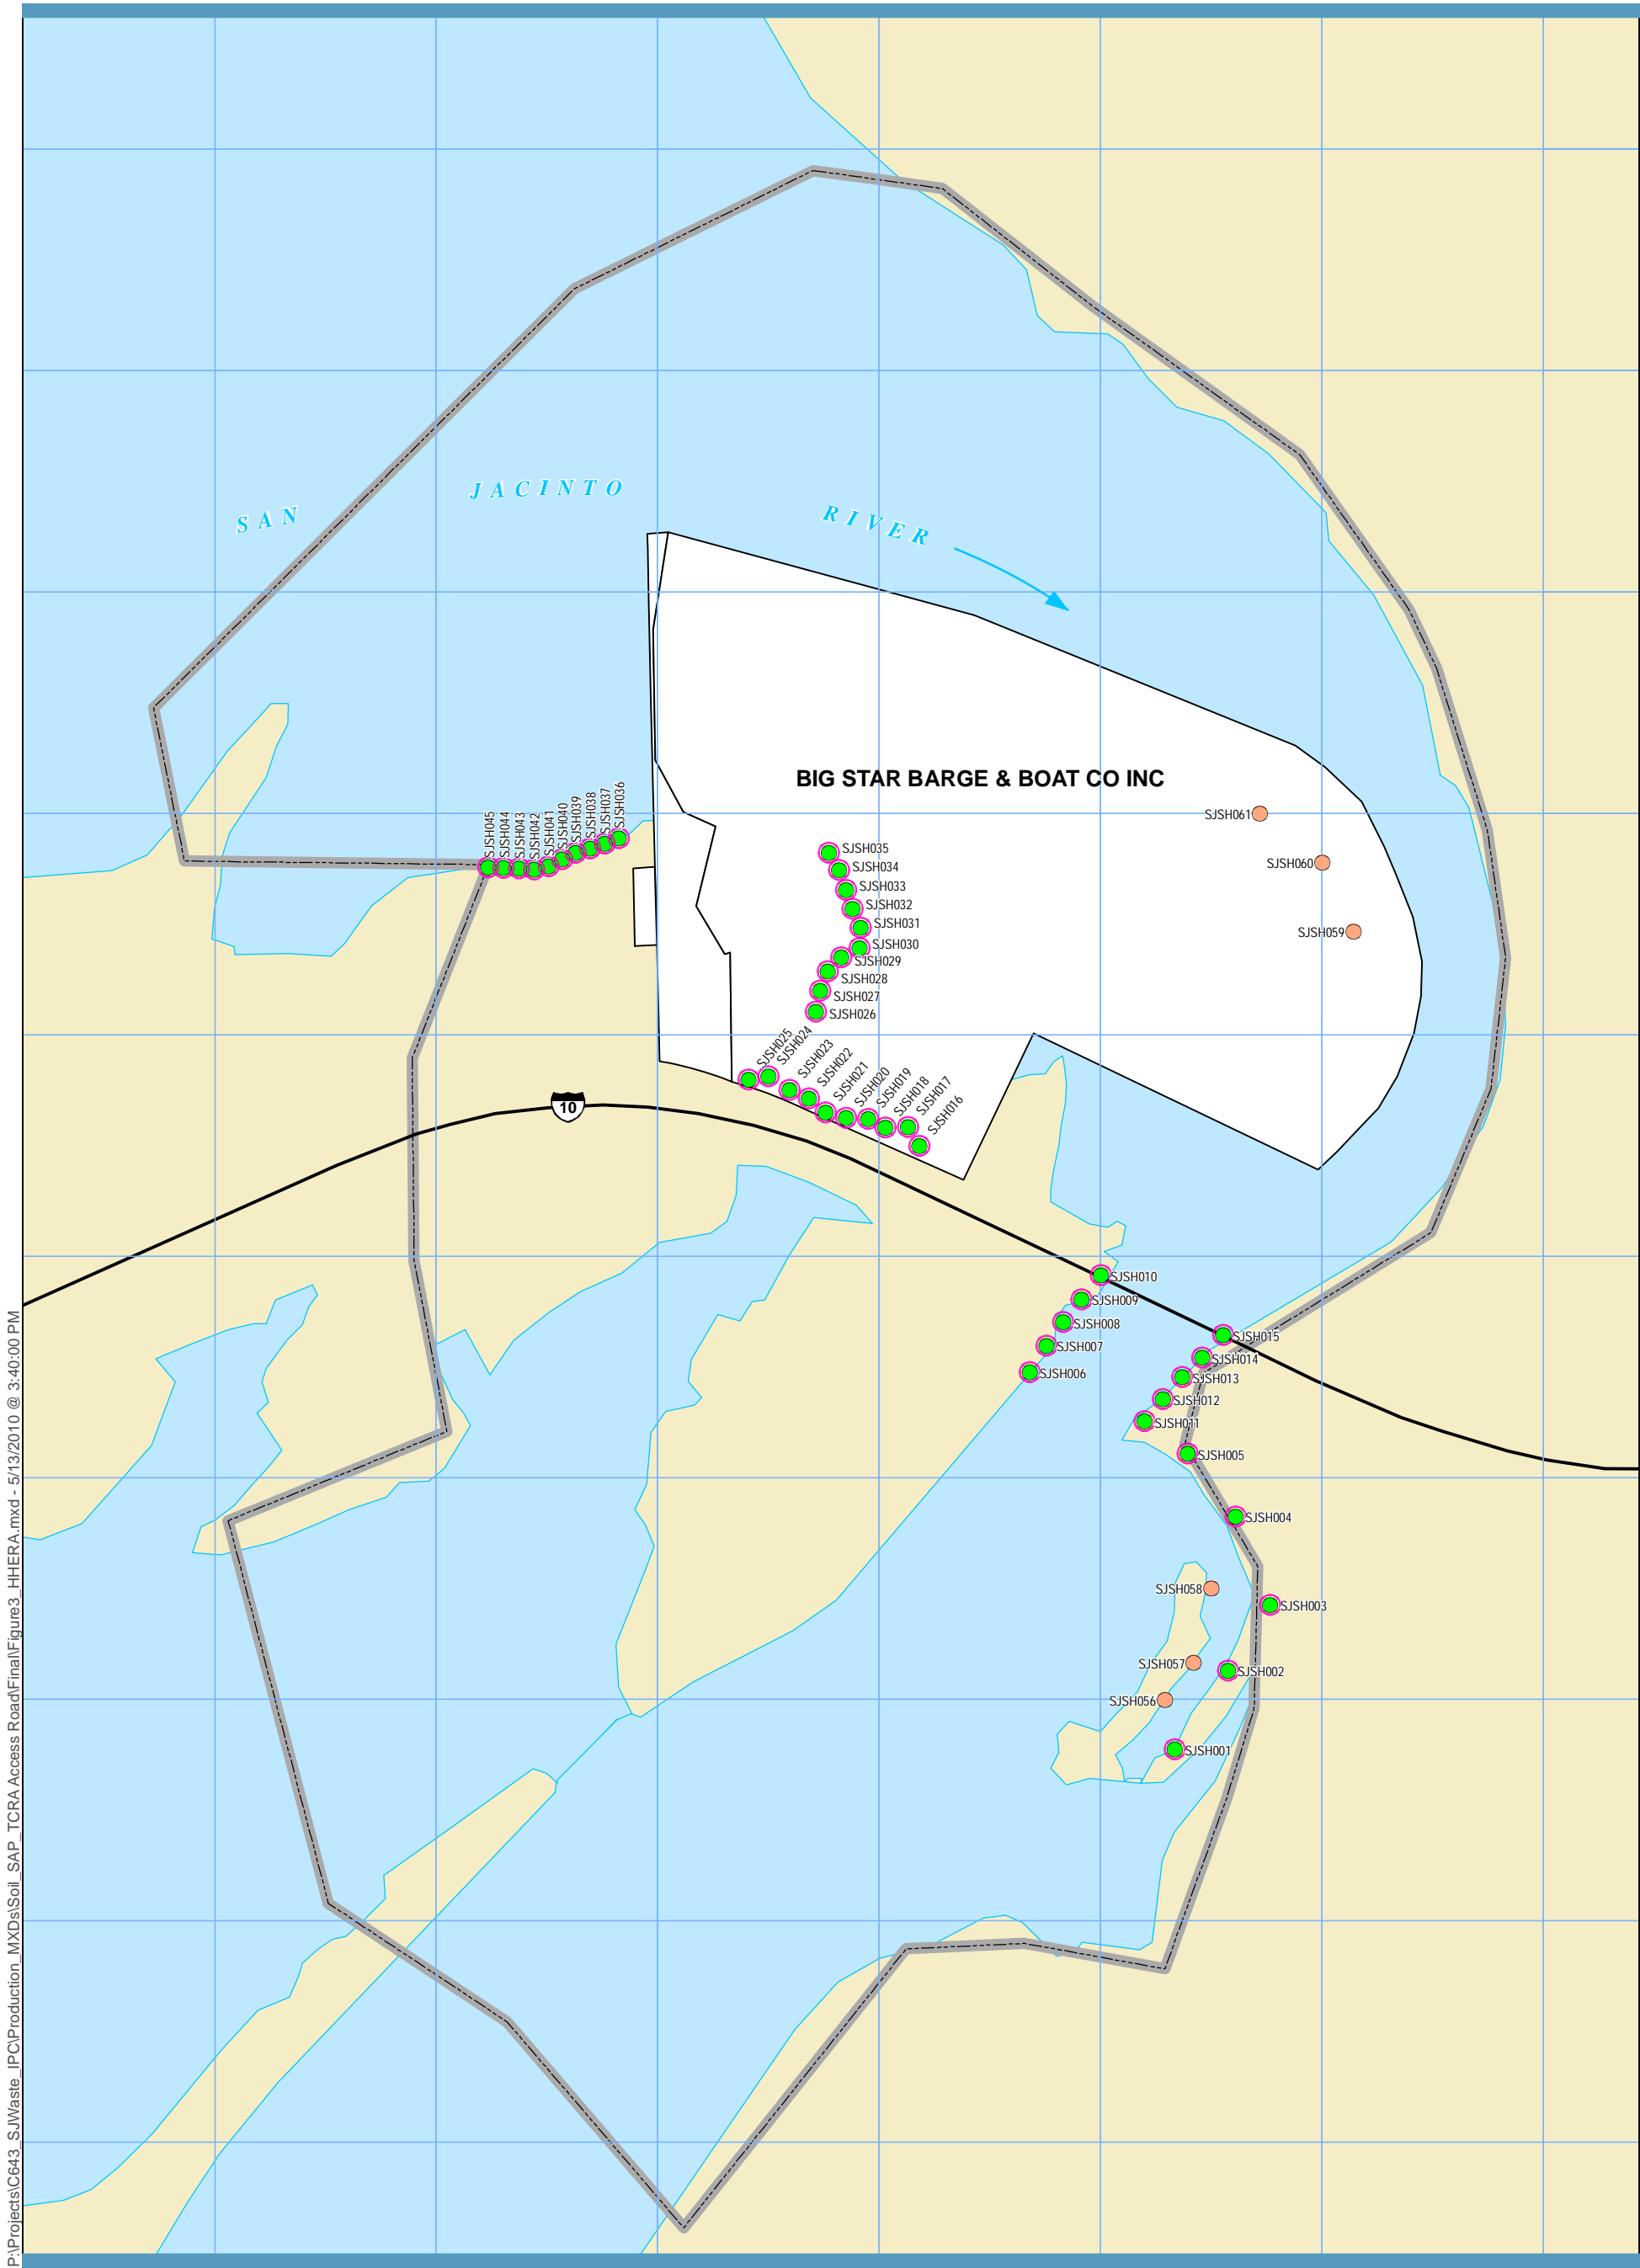 SAN JACINTO RIVER
BIG STAR BARGE & BOAT CO INC
SJSH036
SJSH037
SJSH038
SJSH039
SJSH040
SJSH041
SJSH042
SJSH043
SJSH044
SJSH045
SJSH061
SJSH060
SJSH059
SJSH035
SJSH034
SJSH033
SJSH032
SJSH031
SJSH030
SJSH029
SJSH028
SJSH027
SJSH026
SJSH025
SJSH024
SJSH023
SJSH022
SJSH021
SJSH020
SJSH019
SJSH018
SJSH017
SJSH016
10
SJSH010
SJSH009
SJSH008
SJSH007
SJSH006
SJSH015
SJSH014
SJSH013
SJSH012
SJSH011
SJSH005
SJSH004
SJSH058
SJSH003
SJSH057
SJSH002
SJSH056
SJSH001
P:\Projects\C643_SJWaste_IPC\Production_MXDs\Soil_SAP_TCRA Access Road\Final\Figure3_HHERA.mxd - 5/13/2010 @ 3:40:00 PM